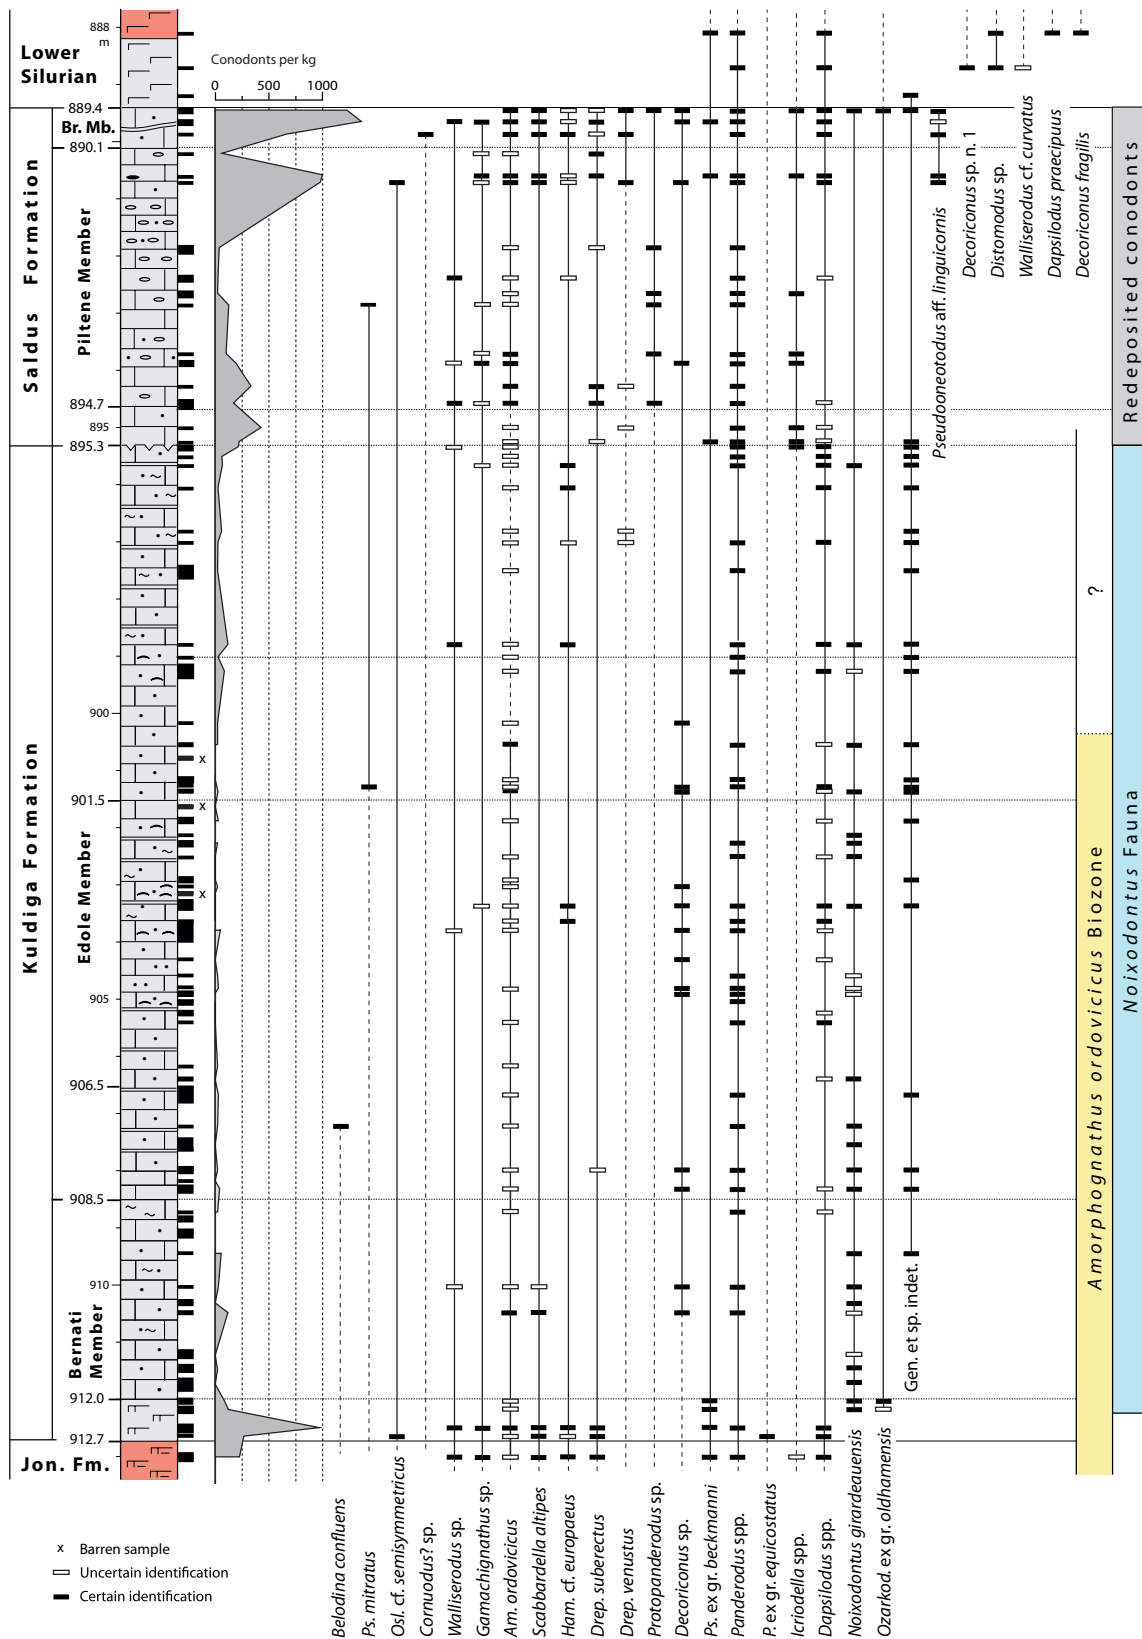 888
m
Lower
Silurian
Conodonts per kg
0
500
1000
889.4
Br. Mb.
890.1
Saldus Formation
Piltene Member
894.7
895
895.3
Kuldiga Formation
900
901.5
Edole Member
905
906.5
908.5
910
Bernati
Member
912.0
912.7
Jon. Fm.
x
x
x
Pseudooneotodus aff. linguicornis
Decoriconus sp. n. 1
Distomodus sp.
Walliserodus cf. curvatus
Dapsilodus praecipuus
Decoriconus fragilis
Redeposited conodonts
?
Amorphognathus ordovicicus Biozone
Noixodontus Fauna
Gen. et sp. indet.
Belodina confluens
Ps. mitratus
Osl. cf. semisymmetricus
Cornuodus? sp.
Walliserodus sp.
Gamachignathus sp.
Am. ordovicicus
Scabbardella altipes
Ham. cf. europaeus
Drep. suberectus
Drep. venustus
Protopanderodus sp.
Decoriconus sp.
Ps. ex gr. beckmanni
Panderodus spp.
P. ex gr. equicostatus
Icriodella spp.
Dapsilodus spp.
Noixodontus girardeauensis
Ozarkod. ex gr. oldhamensis
x Barren sample
Uncertain identification
Certain identification